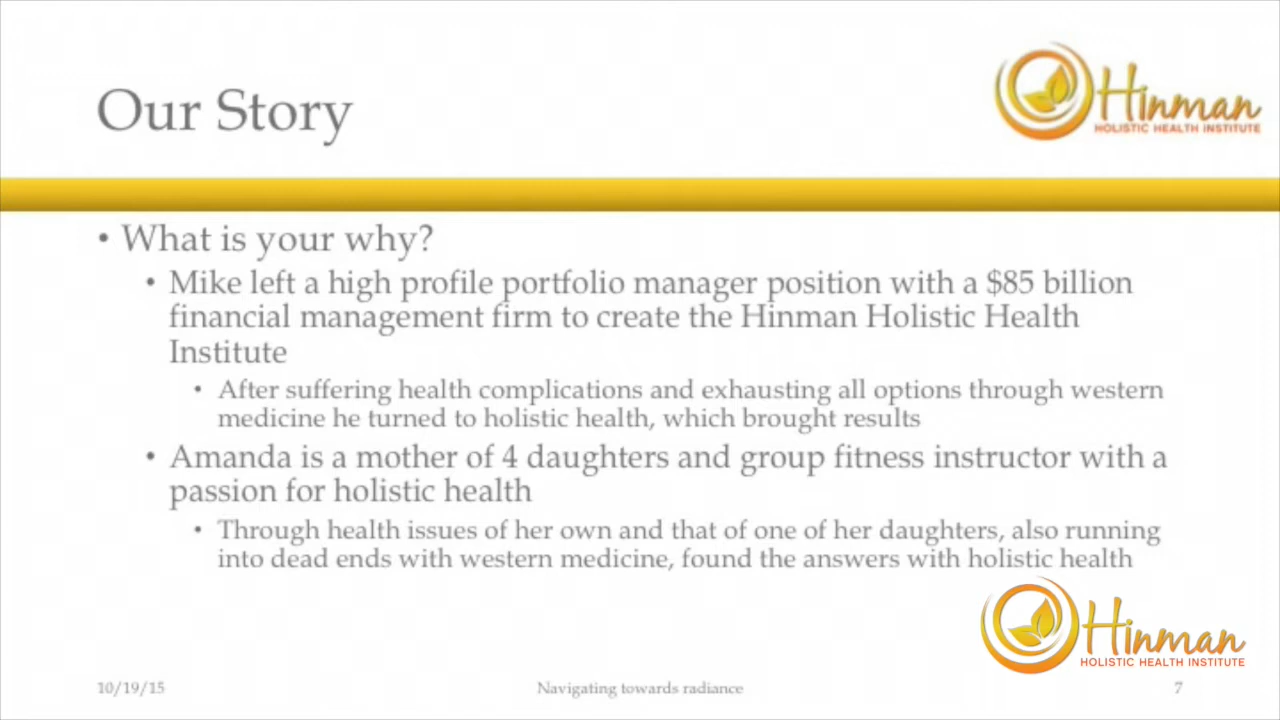 Our Story
Hinman
HOLISTIC HEALTH INSTITUTE
• What is your why?
• Mike left a high profile portfolio manager position with a $85 billion
financial management firm to create the Hinman Holistic Health
Institute
• After suffering health complications and exhausting all options through western
medicine he turned to holistic health, which brought results
• Amanda is a mother of 4 daughters and group fitness instructor with a
passion for holistic health
• Through health issues of her own and that of one of her daughters, also running
into dead ends with western medicine, found the answers with holistic health
Hinman
HOLISTIC HEALTH INSTITUTE
10/19/15
Navigating towards radiance
7